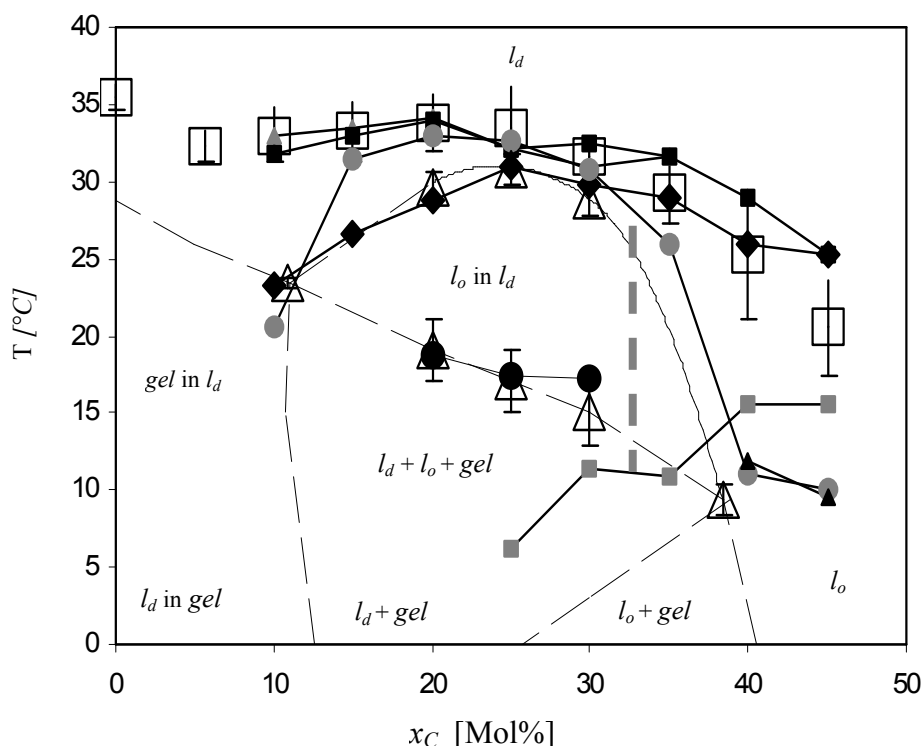 40
l_d
35
30
25
l_o in l_d
T [°C]
20
gel in l_d
15
l_d + l_o + gel
10
5
l_o
l_d in gel
l_d + gel
l_o + gel
0
0 10 20 30 40 50
x_C [Mol%]